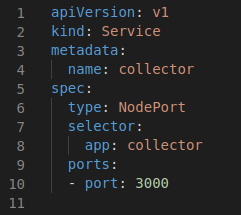 1 apiVersion: v1
2 kind: Service
3 metadata:
4   name: collector
5 spec:
6   type: NodePort
7   selector:
8     app: collector
9   ports:
10   - port: 3000
11